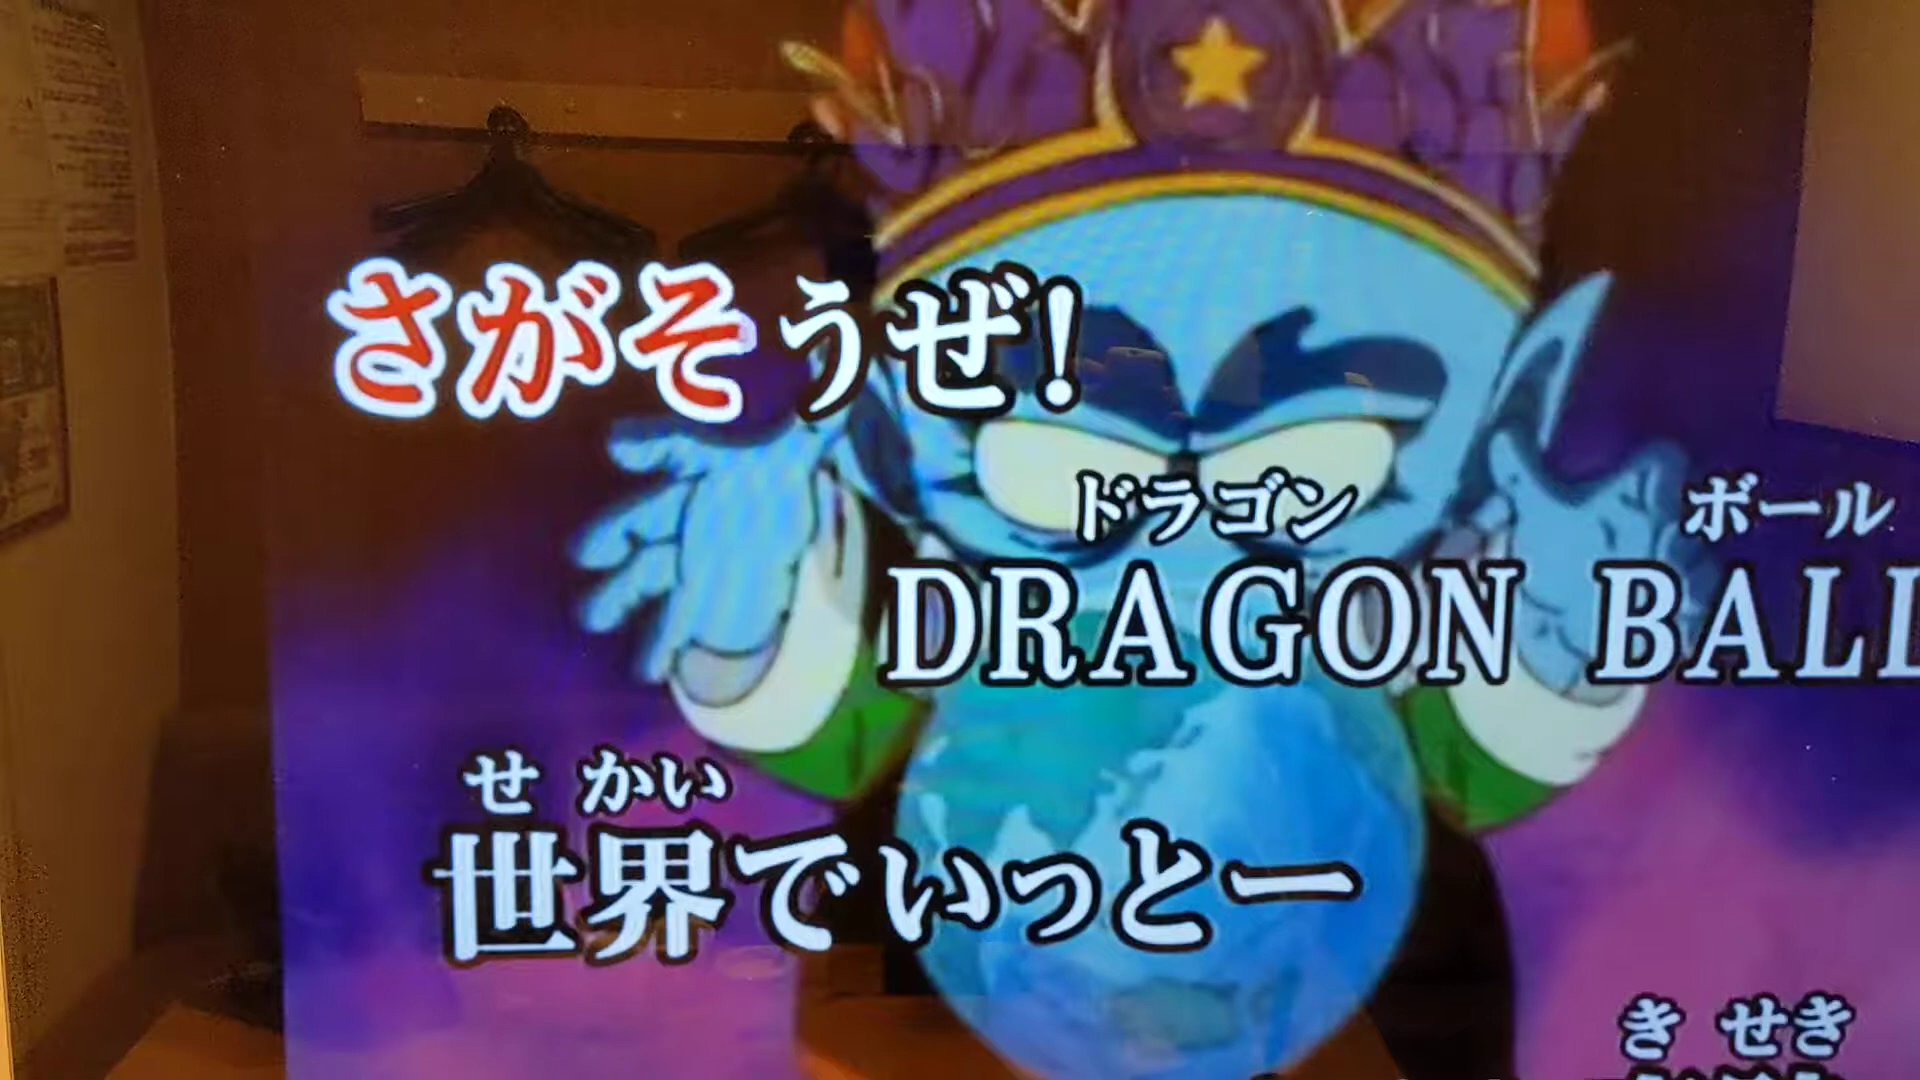 さがそうぜ!
ドラゴン ボール
DRAGON BALL
せ かい
世界でいっとー
き せき